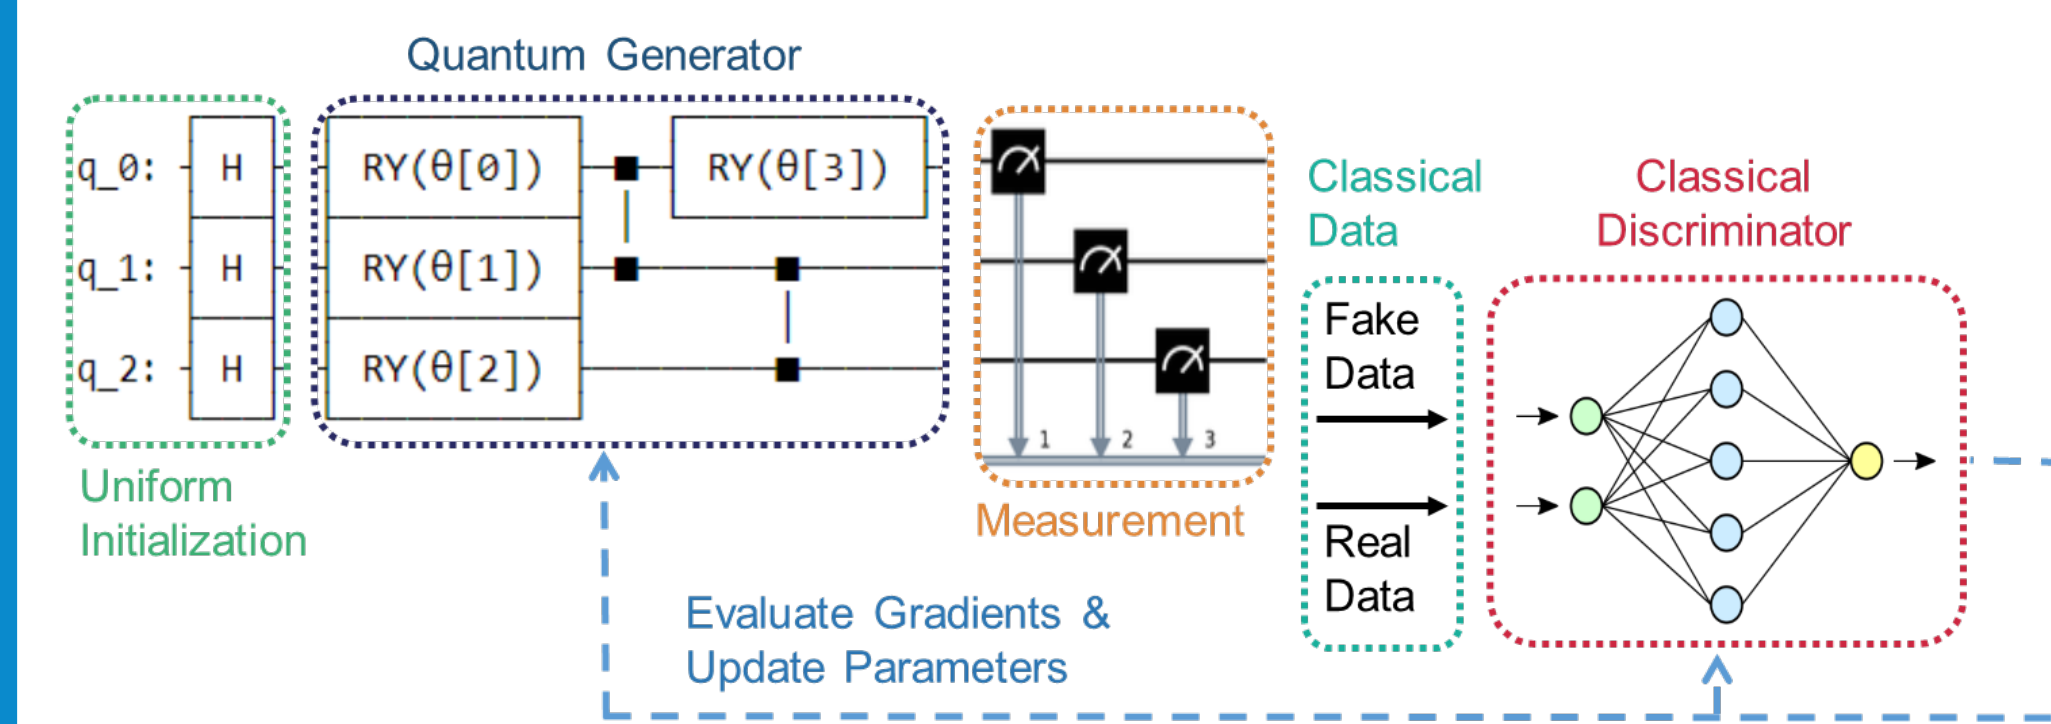 Quantum Generator
q_0: H RY(θ[0]) RY(θ[3])
q_1: H RY(θ[1])
q_2: H RY(θ[2])
Uniform
Initialization
1 2 3
Measurement
Classical
Data
Fake
Data
Real
Data
Classical
Discriminator
Evaluate Gradients &
Update Parameters